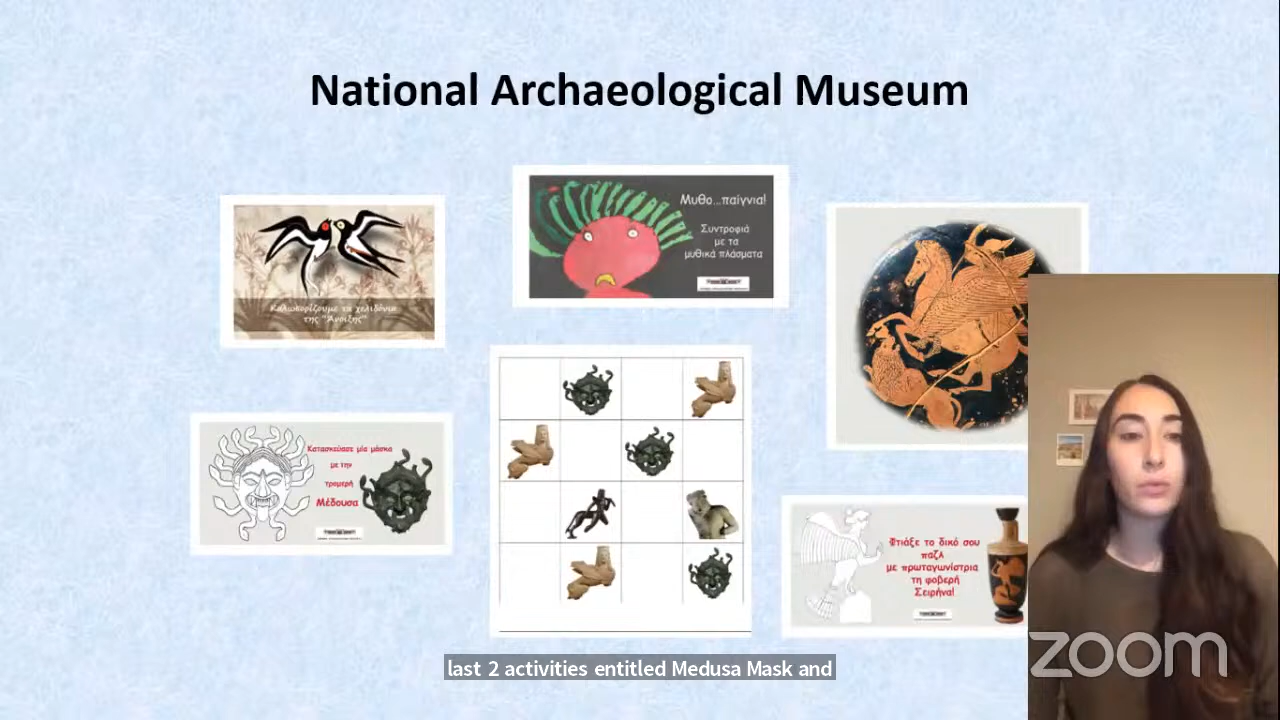 National Archaeological Museum
Καλωσορίζουμε τα χελιδόνια
της "Άνοιξης"
Μυθο...παίγνια!
Συντροφιά
με τα
μυθικά πλάσματα
Κατασκεύασε μία μάσκα
με την
τρομερή
Μέδουσα
Φτιάξε το δικό σου
παζλ
με πρωταγωνίστρια
τη φοβερή
Σειρήνα!
last 2 activities entitled Medusa Mask and
zoom